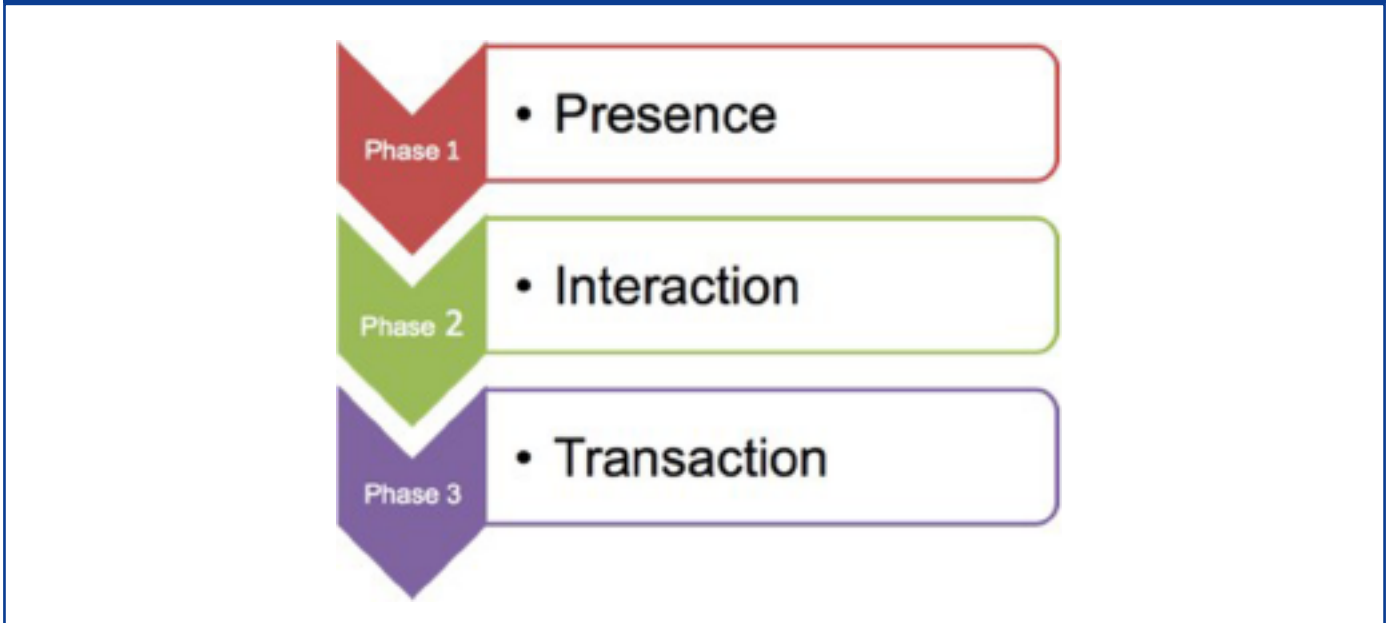 Phase 1
• Presence
Phase 2
• Interaction
Phase 3
• Transaction